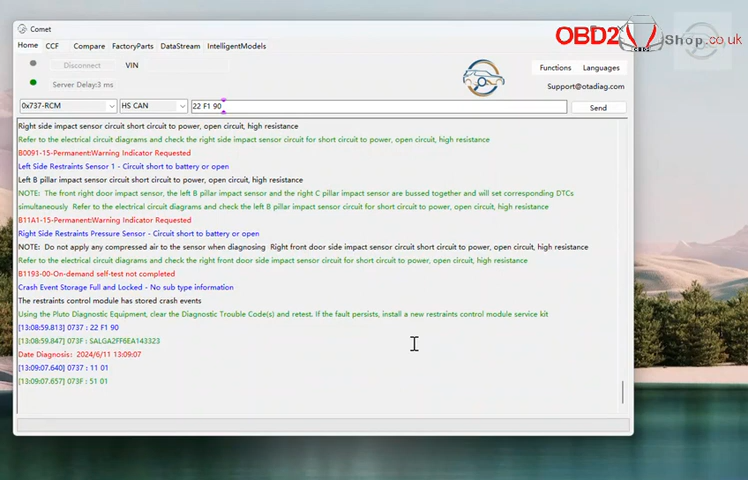 Comet
OBD2 Shop.co.uk
Home CCF Compare FactoryParts DataStream IntelligentModels
Disconnect VIN
Functions Languages
Server Delay:3 ms
Support@otadiag.com
0x737-RCM HS CAN 22 F1 90 Send
Right side impact sensor circuit short circuit to power, open circuit, high resistance
Refer to the electrical circuit diagrams and check the right side impact sensor circuit for short circuit to power, open circuit, high resistance
B0091-15-Permanent:Warning Indicator Requested
Left Side Restraints Sensor 1 - Circuit short to battery or open
Left B pillar impact sensor circuit short circuit to power, open circuit, high resistance
NOTE: The front right door impact sensor, the left B pillar impact sensor and the right C pillar impact sensor are bussed together and will set corresponding DTCs
simultaneously Refer to the electrical circuit diagrams and check the left B pillar impact sensor circuit for short circuit to power, open circuit, high resistance
B11A1-15-Permanent:Warning Indicator Requested
Right Side Restraints Pressure Sensor - Circuit short to battery or open
NOTE: Do not apply any compressed air to the sensor when diagnosing Right front door side impact sensor circuit short circuit to power, open circuit, high resistance
Refer to the electrical circuit diagrams and check the right front door side impact sensor circuit for short circuit to power, open circuit, high resistance
B1193-00-On-demand self-test not completed
Crash Event Storage Full and Locked - No sub type information
The restraints control module has stored crash events
Using the Pluto Diagnostic Equipment, clear the Diagnostic Trouble Code(s) and retest. If the fault persists, install a new restraints control module service kit
[13:08:59.813] 0737 : 22 F1 90
[13:08:59.847] 073F : SALGA2FF6EA143323
Date Diagnosis: 2024/6/11 13:09:07
[13:09:07.640] 0737 : 11 01
[13:09:07.657] 073F : 51 01